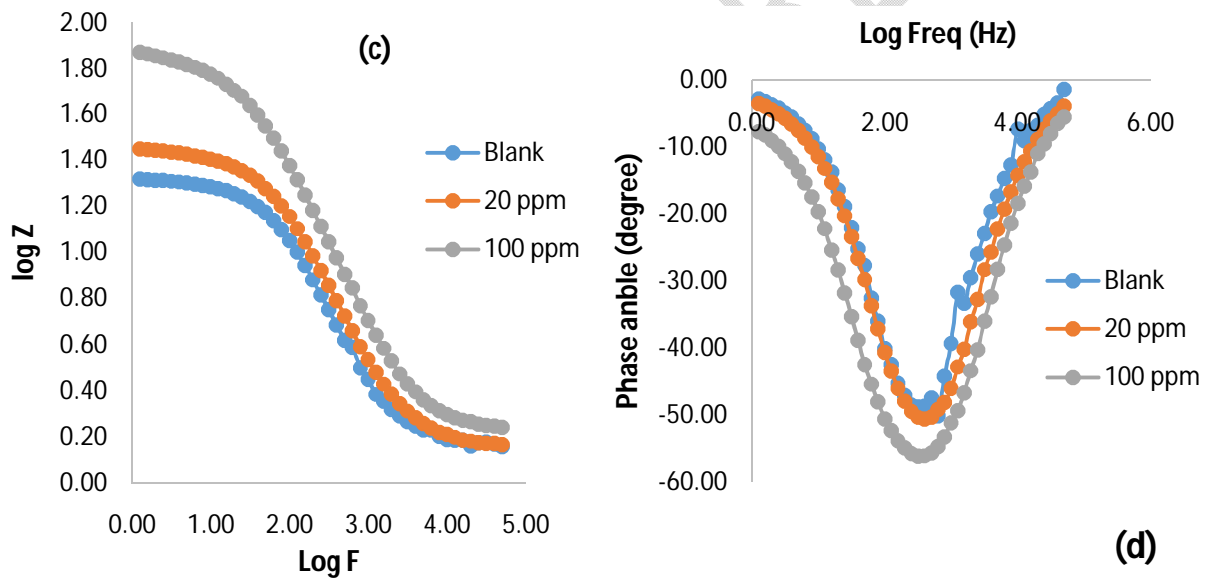 2.00
1.80
1.60
1.40
1.20
1.00
0.80
0.60
0.40
0.20
0.00
log Z
(c)
Blank
20 ppm
100 ppm
0.00 1.00 2.00 3.00 4.00 5.00
Log F
Log Freq (Hz)
0.00
-10.00
-20.00
-30.00
-40.00
-50.00
-60.00
0.00 2.00 4.00 6.00
Phase anble (degree)
Blank
20 ppm
100 ppm
(d)